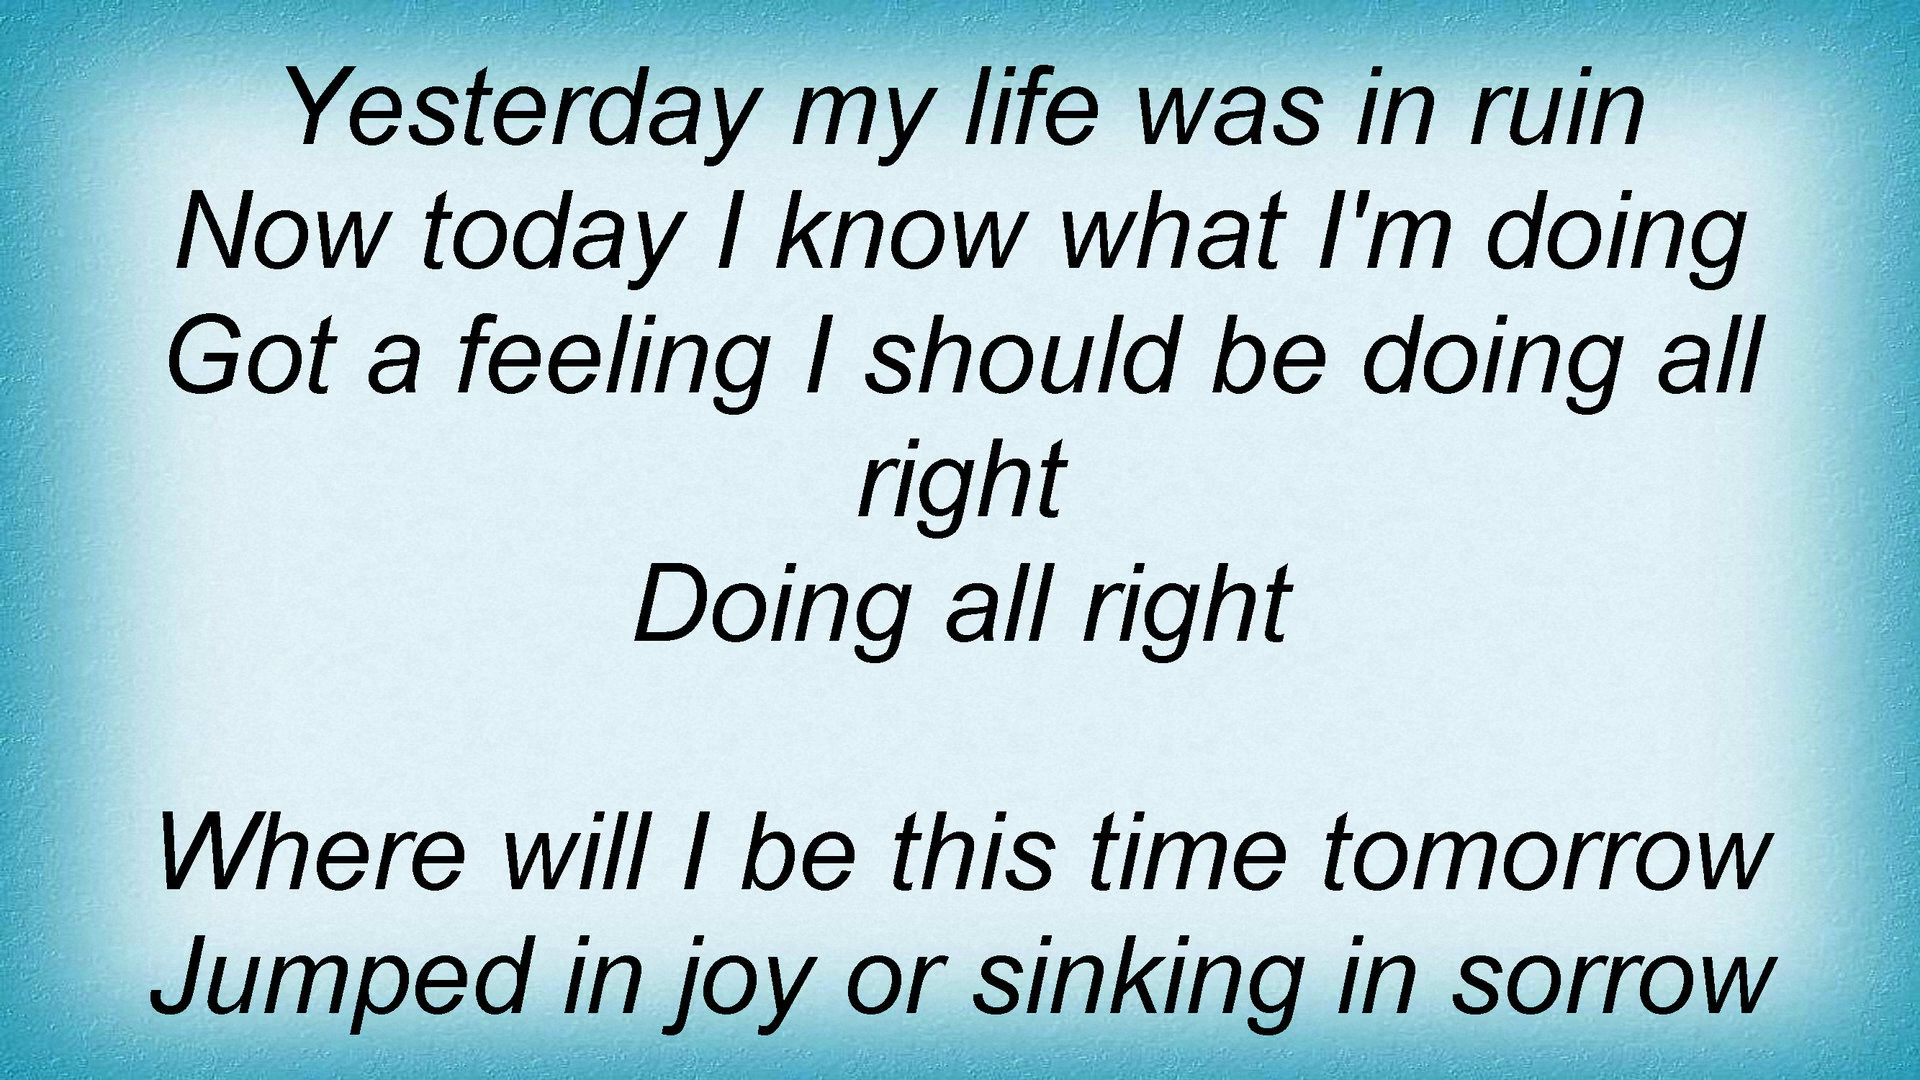 Yesterday my life was in ruin
Now today I know what I'm doing
Got a feeling I should be doing all
right
Doing all right
Where will I be this time tomorrow
Jumped in joy or sinking in sorrow